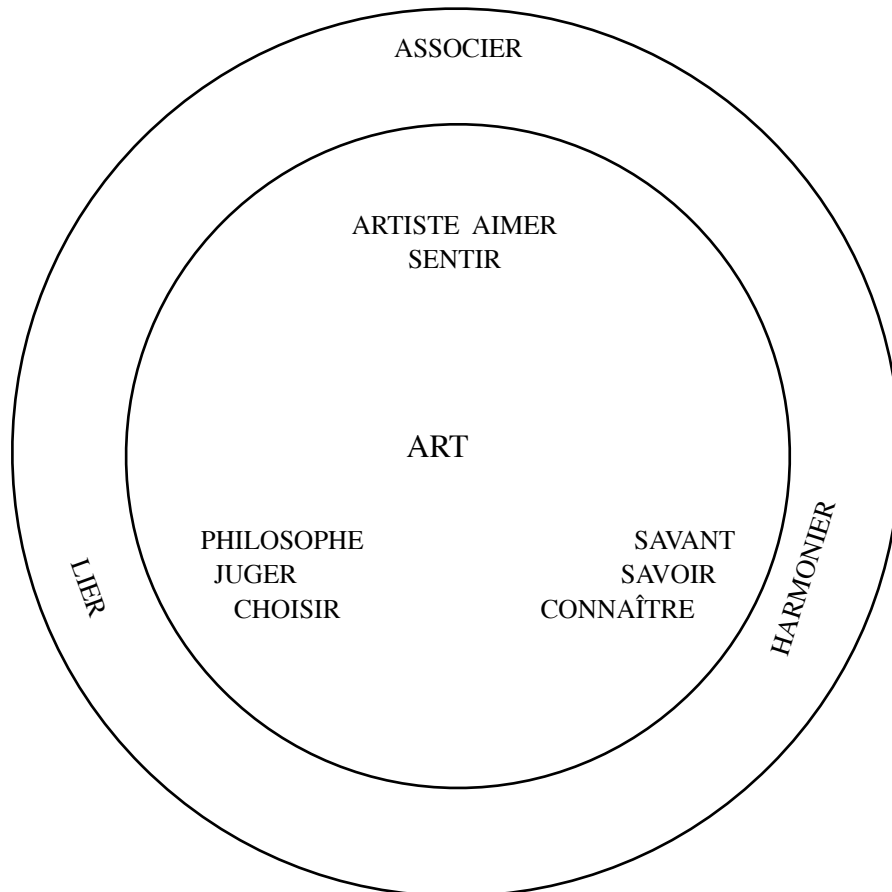 ASSOCIER
ARTISTE AIMER
SENTIR
ART
PHILOSOPHE
JUGER
CHOISIR
SAVANT
SAVOIR
CONNAÎTRE
LIER
HARMONIER